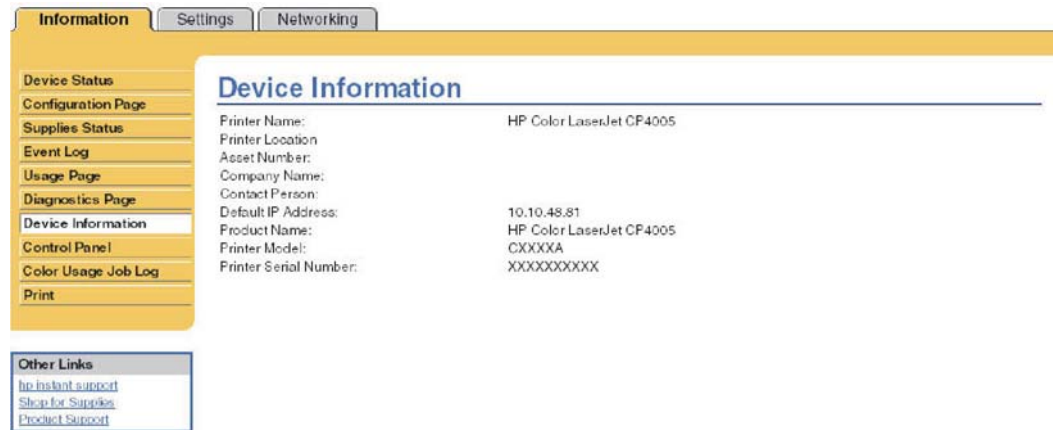 Information Settings Networking
Device Status
Configuration Page
Supplies Status
Event Log
Usage Page
Diagnostics Page
Device Information
Control Panel
Color Usage Job Log
Print
Other Links
hp instant support
Shop for Supplies
Product Support
Device Information
Printer Name: HP Color LaserJet CP4005
Printer Location
Asset Number:
Company Name:
Contact Person:
Default IP Address: 10.10.48.81
Product Name: HP Color LaserJet CP4005
Printer Model: CXXXXA
Printer Serial Number: XXXXXXXXXX